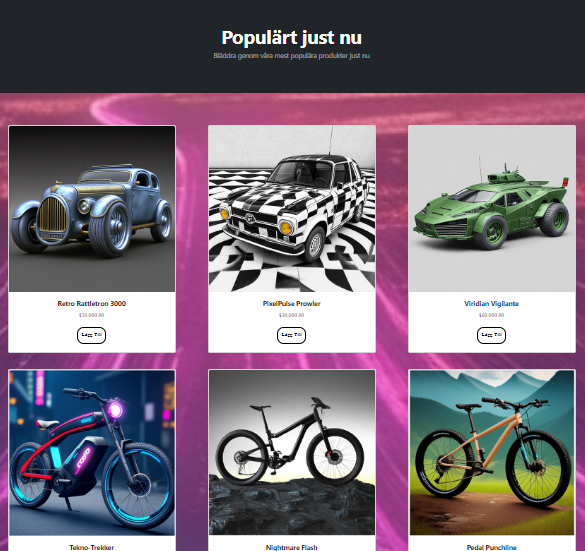 Populärt just nu
Bläddra genom våra mest populära produkter just nu
Retro Rattletron 3000
PixelPulse Prowler
Viridian Vigilante
$50,000.00
$30,000.00
$60,000.00
Lägg Till
Lägg Till
Lägg Till
Tekno-Trekker
Nightmare Flash
Pedal Punchline